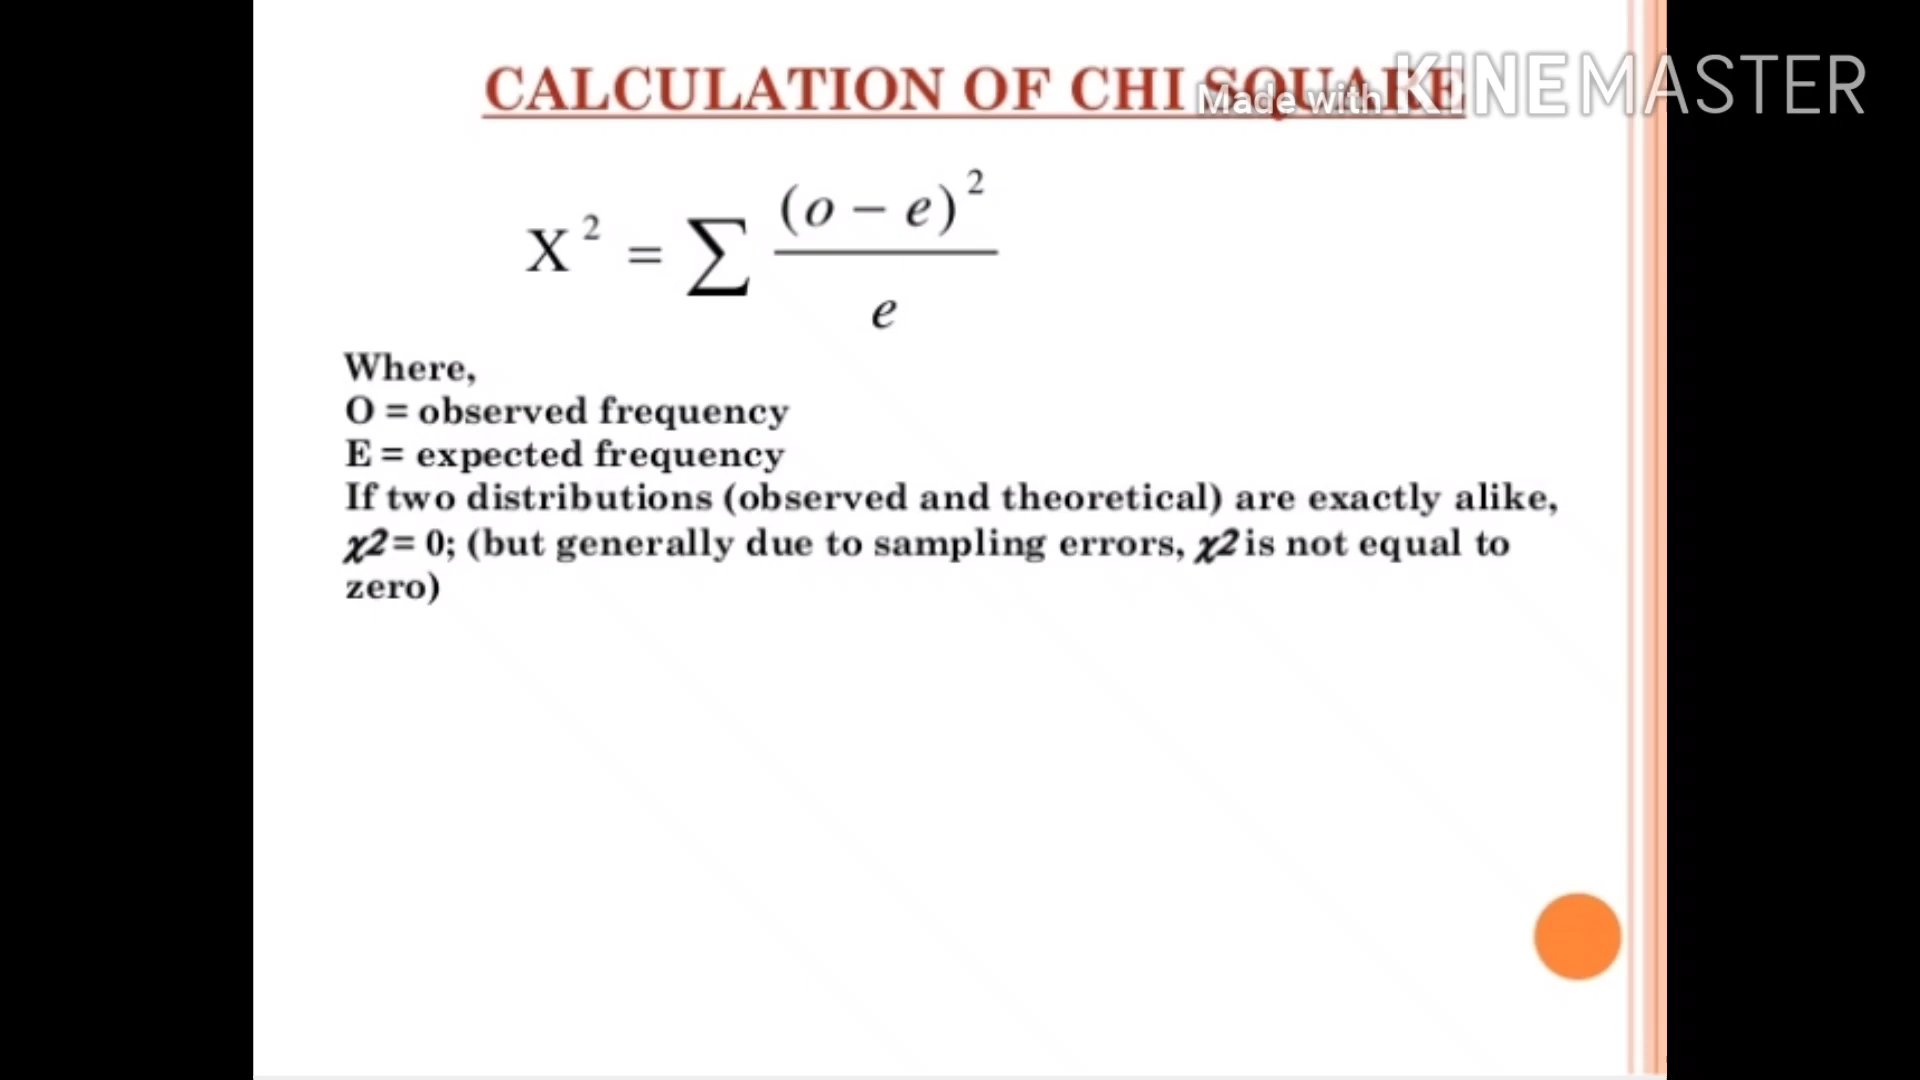 CALCULATION OF CHI SQUARE
Made with KINEMASTER
X² = ∑ (o − e)² / e
Where,
O = observed frequency
E = expected frequency
If two distributions (observed and theoretical) are exactly alike,
χ2 = 0; (but generally due to sampling errors, χ2 is not equal to
zero)